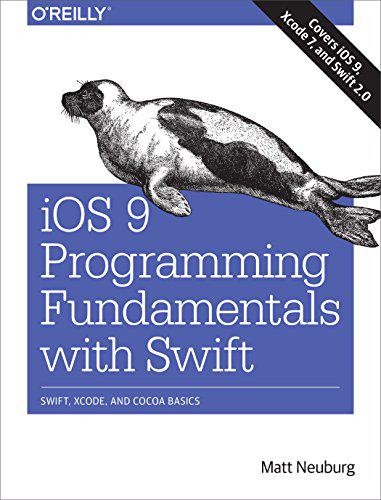 O'REILLY®
Covers iOS 9,
Xcode 7, and Swift 2.0
iOS 9
Programming
Fundamentals
with Swift
SWIFT, XCODE, AND COCOA BASICS
Matt Neuburg